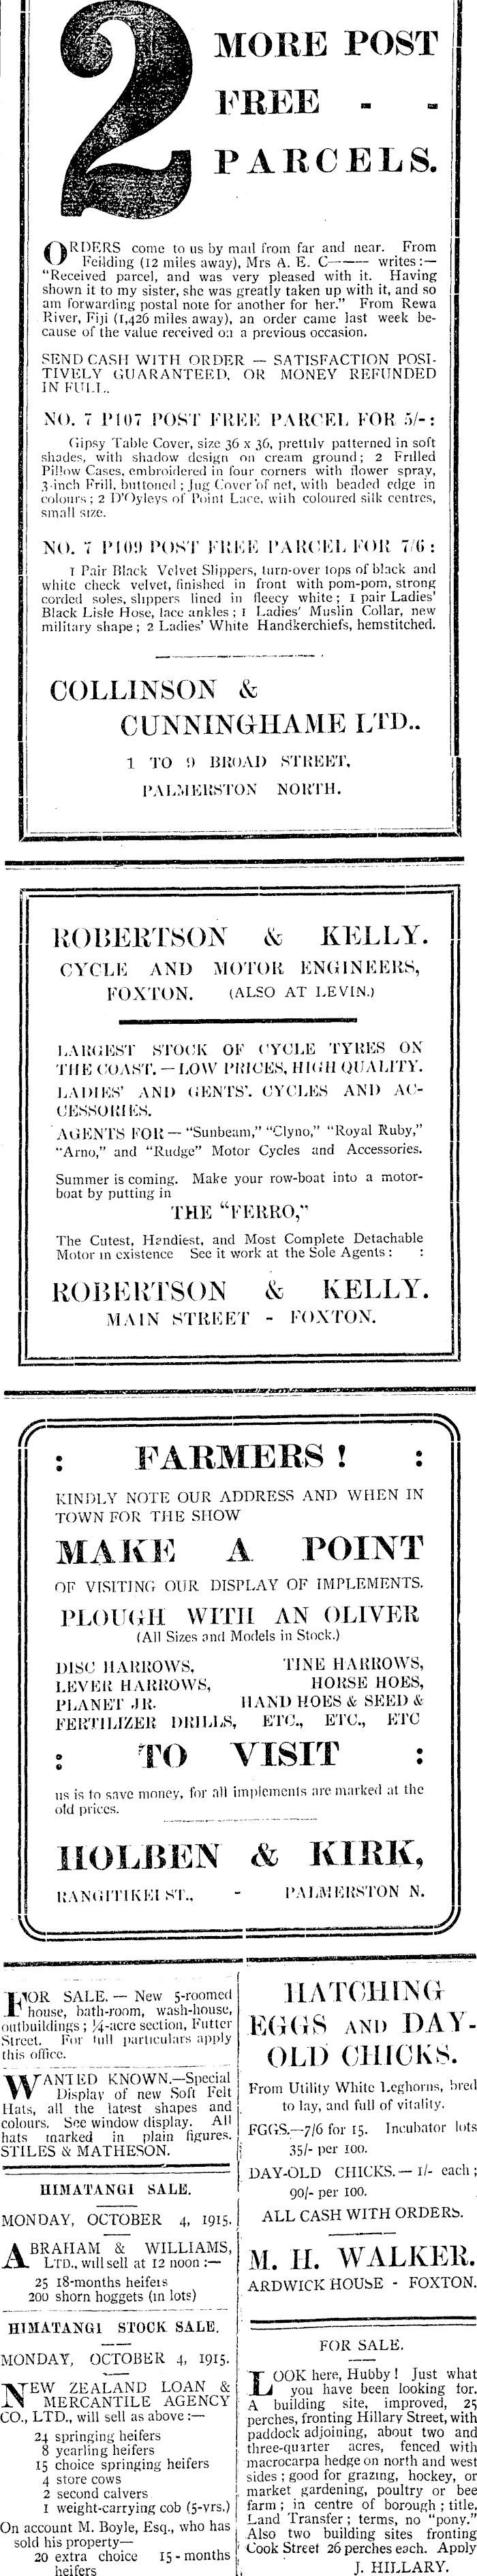 2 MORE POST
FREE - -
PARCELS.
ORDERS come to us by mail from far and near. From
Feilding (12 miles away), Mrs A. E. C—— writes:—
"Received parcel, and was very pleased with it. Having
shown it to my sister, she was greatly taken up with it, and so
am forwarding postal note for another for her." From Rewa
River, Fiji (1,426 miles away), an order came last week be-
cause of the value received on a previous occasion.
SEND CASH WITH ORDER — SATISFACTION POSI-
TIVELY GUARANTEED, OR MONEY REFUNDED
IN FULL.
NO. 7 P107 POST FREE PARCEL FOR 5/-:
Gipsy Table Cover, size 36 x 36, prettily patterned in soft
shades, with shadow design on cream ground; 2 Frilled
Pillow Cases, embroidered in four corners with flower spray,
3-inch Frill, buttoned; Jug Cover of net, with beaded edge in
colours; 2 D'Oyleys of Point Lace, with coloured silk centres,
small size.
NO. 7 P109 POST FREE PARCEL FOR 7/6:
1 Pair Black Velvet Slippers, turn-over tops of black and
white check velvet, finished in front with pom-pom, strong
corded soles, slippers lined in fleecy white; 1 pair Ladies'
Black Lisle Hose, lace ankles; 1 Ladies' Muslin Collar, new
military shape; 2 Ladies' White Handkerchiefs, hemstitched.
COLLINSON &
CUNNINGHAME LTD..
1 TO 9 BROAD STREET,
PALMERSTON NORTH.
ROBERTSON & KELLY.
CYCLE AND MOTOR ENGINEERS,
FOXTON. (ALSO AT LEVIN.)
LARGEST STOCK OF CYCLE TYRES ON
THE COAST.—LOW PRICES, HIGH QUALITY.
LADIES' AND GENTS'. CYCLES AND AC-
CESSORIES.
AGENTS FOR—"Sunbeam," "Clyno," "Royal Ruby,"
"Arno," and "Rudge" Motor Cycles and Accessories.
Summer is coming. Make your row-boat into a motor-
boat by putting in
THE "FERRO,"
The Cutest, Handiest, and Most Complete Detachable
Motor in existence See it work at the Sole Agents: :
ROBERTSON & KELLY.
MAIN STREET - FOXTON.
: FARMERS! :
KINDLY NOTE OUR ADDRESS AND WHEN IN
TOWN FOR THE SHOW
MAKE A POINT
OF VISITING OUR DISPLAY OF IMPLEMENTS.
PLOUGH WITH AN OLIVER
(All Sizes and Models in Stock.)
DISC HARROWS, TINE HARROWS,
LEVER HARROWS, HORSE HOES,
PLANET JR. HAND HOES & SEED &
FERTILIZER DRILLS, ETC., ETC., ETC
: TO VISIT :
us is to save money, for all implements are marked at the
old prices.
HOLBEN & KIRK,
RANGITIKEI ST., - PALMERSTON N.
FOR SALE.— New 5-roomed
house, bath-room, wash-house,
outbuildings; ¼-acre section, Futter
Street. For full particulars apply
this office.
WANTED KNOWN.—Special
Display of new Soft Felt
Hats, all the latest shapes and
colours. See window display. All
hats marked in plain figures.
STILES & MATHESON.
HIMATANGI SALE.
MONDAY, OCTOBER 4, 1915.
ABRAHAM & WILLIAMS,
LTD., will sell at 12 noon:—
25 18-months heifers
200 shorn hoggets (in lots)
HIMATANGI STOCK SALE.
MONDAY, OCTOBER 4, 1915.
NEW ZEALAND LOAN &
MERCANTILE AGENCY
CO., LTD., will sell as above:—
24 springing heifers
8 yearling heifers
15 choice springing heifers
4 store cows
2 second calvers
1 weight-carrying cob (5-yrs.)
On account M. Boyle, Esq., who has
sold his property—
20 extra choice 15-months
heifers
HATCHING
EGGS AND DAY-
OLD CHICKS.
From Utility White Leghorns, bred
to lay, and full of vitality.
EGGS.—7/6 for 15. Incubator lots
35/- per 100.
DAY-OLD CHICKS.— 1/- each;
90/- per 100.
ALL CASH WITH ORDERS.
M. H. WALKER.
ARDWICK HOUSE - FOXTON.
FOR SALE.
LOOK here, Hubby! Just what
you have been looking for.
A building site, improved, 25
perches, fronting Hillary Street, with
paddock adjoining, about two and
three-quarter acres, fenced with
macrocarpa hedge on north and west
sides; good for grazing, hockey, or
market gardening, poultry or bee
farm; in centre of borough; title,
Land Transfer; terms, no "pony."
Also two building sites fronting
Cook Street 26 perches each. Apply
J. HILLARY.